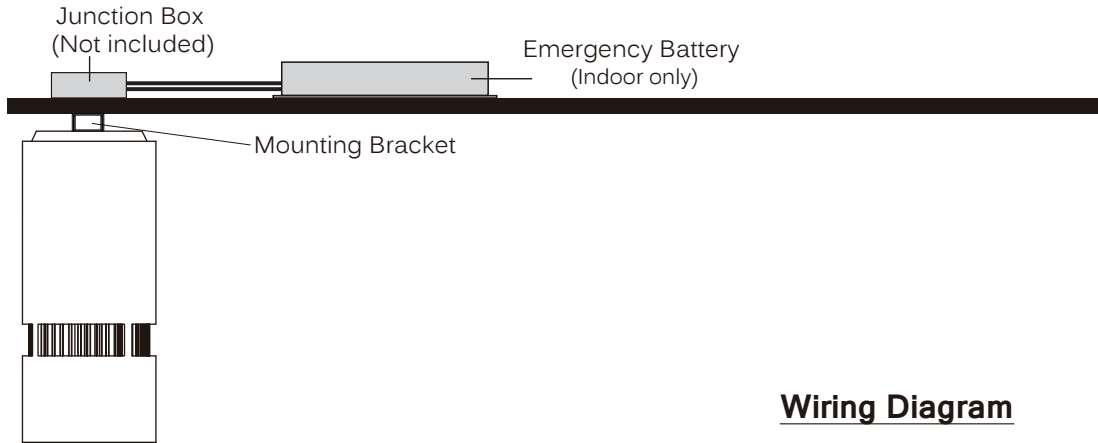 Junction Box
(Not included)
Emergency Battery
(Indoor only)
Mounting Bracket
Wiring Diagram